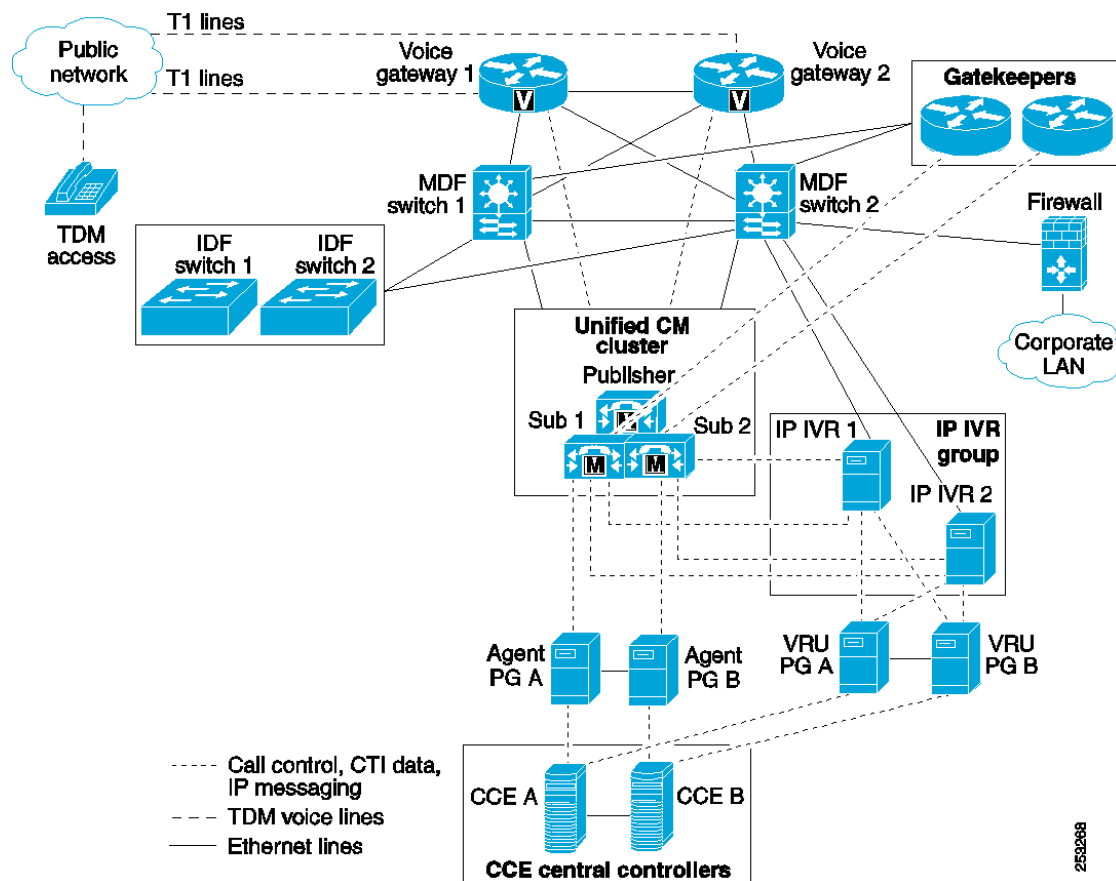 T1 lines
Public
network
T1 lines
Voice
gateway 1
V
Voice
gateway 2
V
Gatekeepers
TDM
access
MDF
switch 1
MDF
switch 2
Firewall
IDF
switch 1
IDF
switch 2
Corporate
LAN
Unified CM
cluster
Publisher
M
Sub 1
M
Sub 2
M
IP IVR 1
IP IVR
group
IP IVR 2
Agent
PG A
Agent
PG B
VRU
PG A
VRU
PG B
Call control, CTI data,
IP messaging
TDM voice lines
Ethernet lines
CCE A
CCE B
CCE central controllers
253268